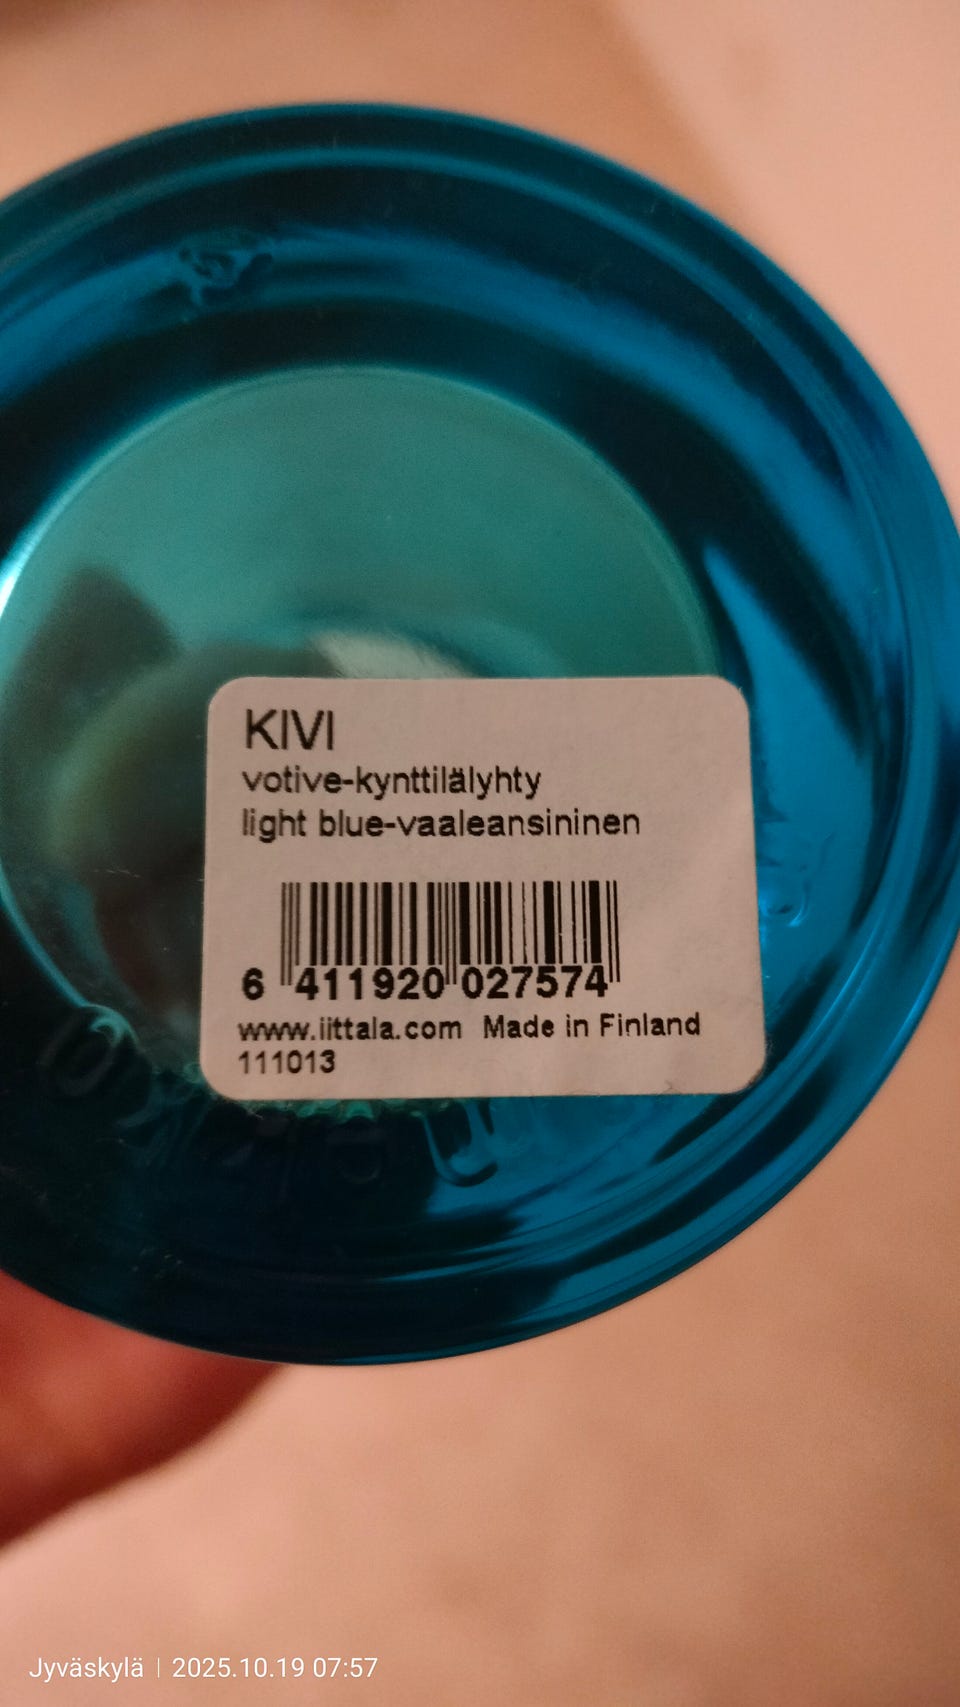 KIVI
votive-kynttilälyhty
light blue-vaaleansininen
6 411920 027574
www.iittala.com Made in Finland
111013
Jyväskylä | 2025.10.19 07:57